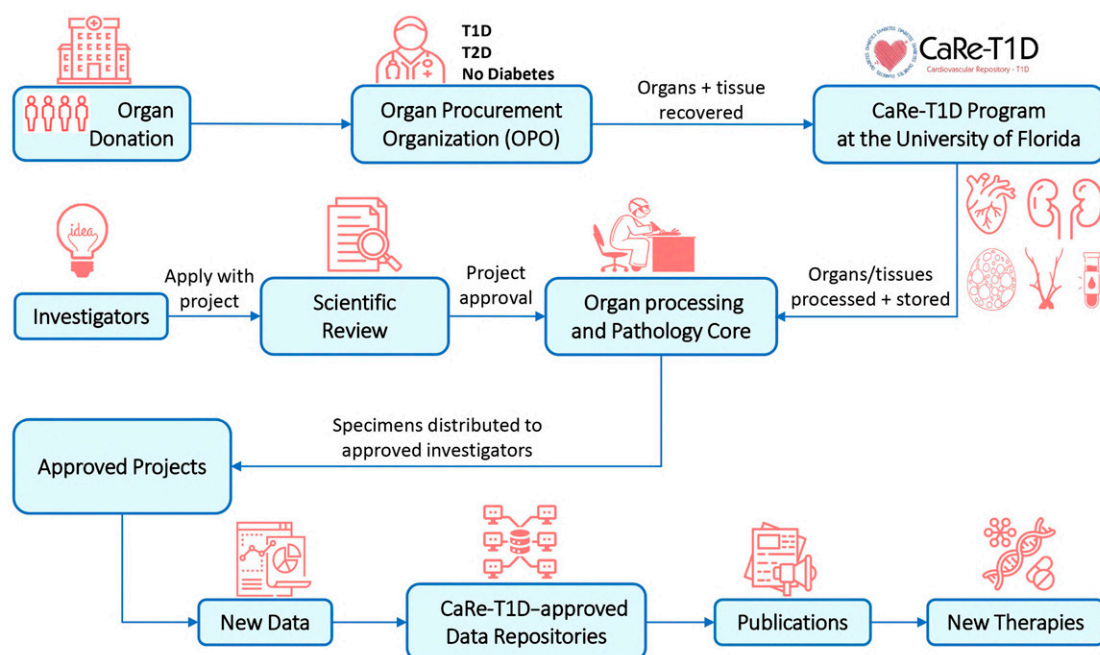 T1D
T2D
No Diabetes
CaRe-T1D
Cardiovascular Repository - T1D
Organ
Donation
Organ Procurement
Organization (OPO)
Organs + tissue
recovered
CaRe-T1D Program
at the University of Florida
idea
Investigators
Apply with
project
Scientific
Review
Project
approval
Organ processing
and Pathology Core
Organs/tissues
processed + stored
Specimens distributed to
approved investigators
Approved Projects
New Data
CaRe-T1D–approved
Data Repositories
Publications
New Therapies